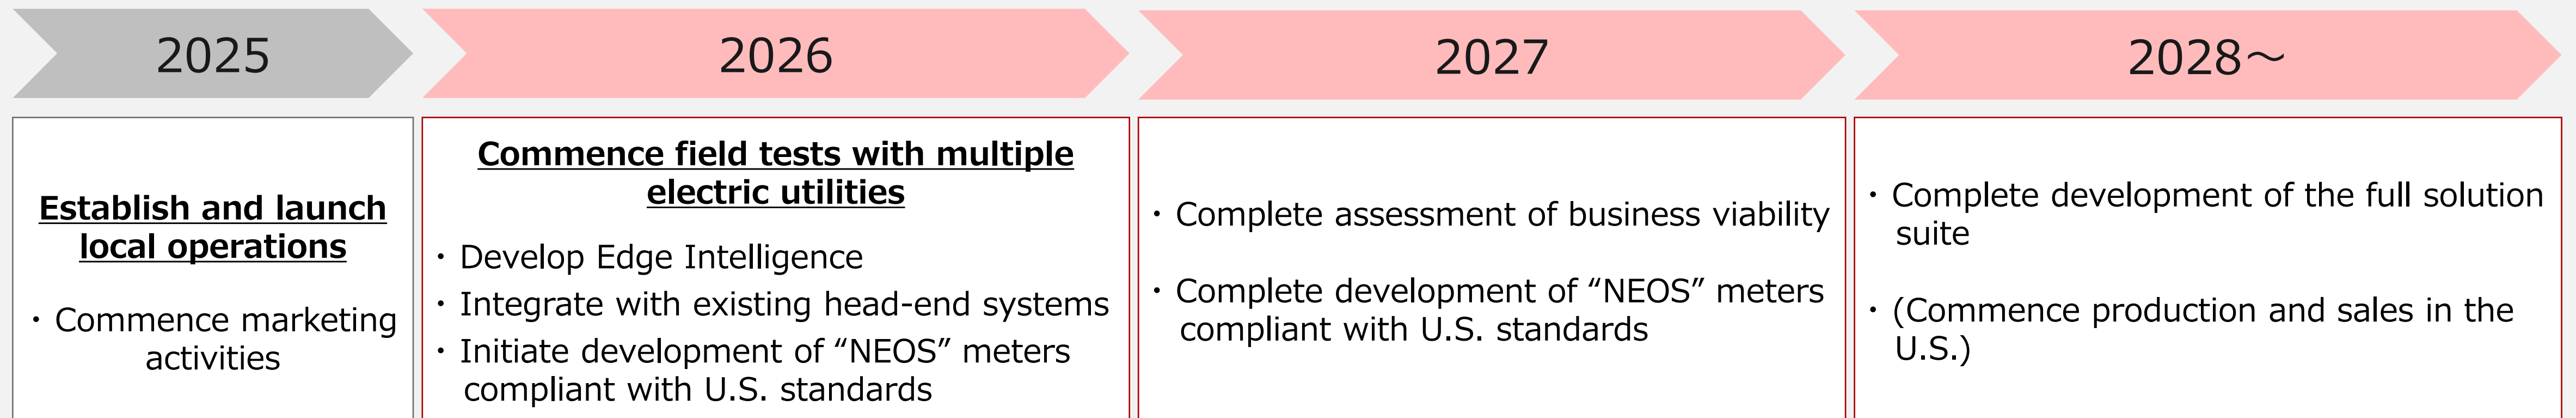 2025
2026
2027
2028～
Establish and launch
local operations
・Commence marketing
activities
Commence field tests with multiple
electric utilities
・Develop Edge Intelligence
・Integrate with existing head-end systems
・Initiate development of “NEOS” meters
compliant with U.S. standards
・Complete assessment of business viability
・Complete development of “NEOS” meters
compliant with U.S. standards
・Complete development of the full solution
suite
・(Commence production and sales in the
U.S.)